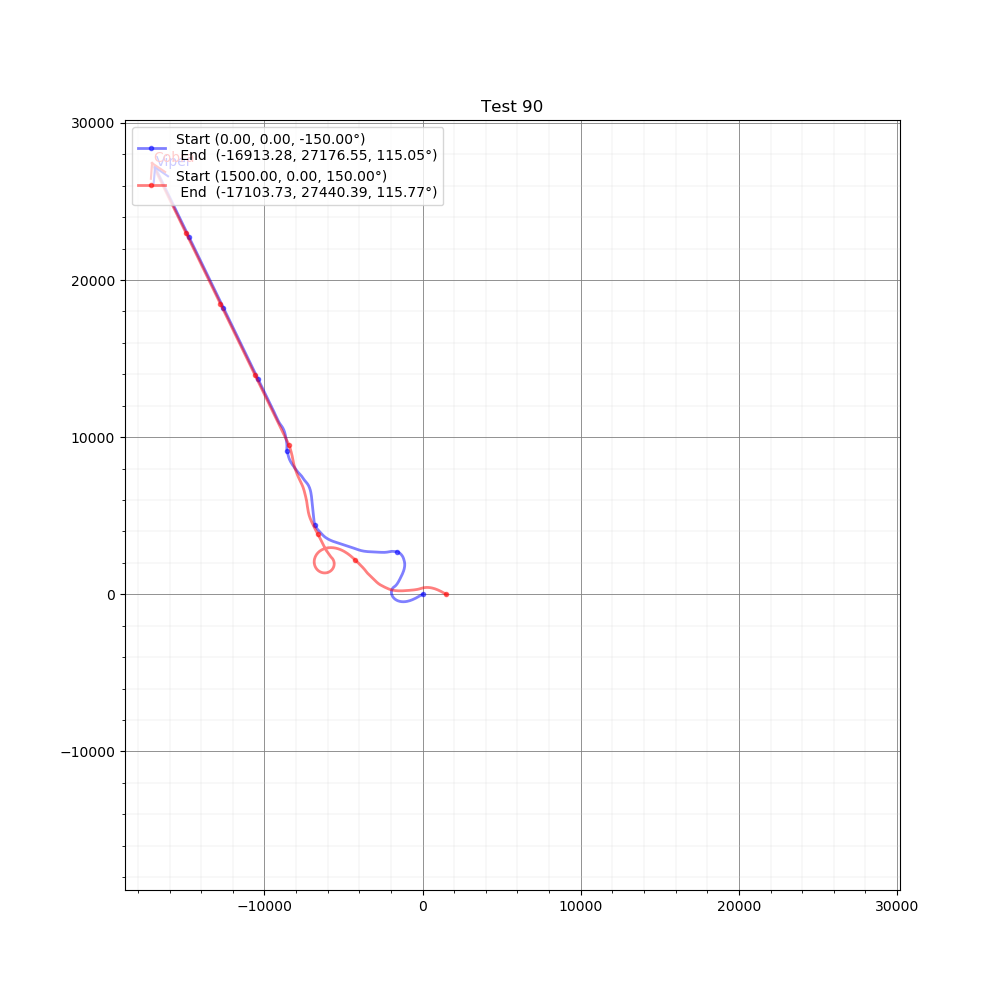 Test 90
30000
20000
10000
0
−10000
Start (0.00, 0.00, -150.00°)
End (-16913.28, 27176.55, 115.05°)
Start (1500.00, 0.00, 150.00°)
End (-17103.73, 27440.39, 115.77°)
Viper
−10000
0
10000
20000
30000